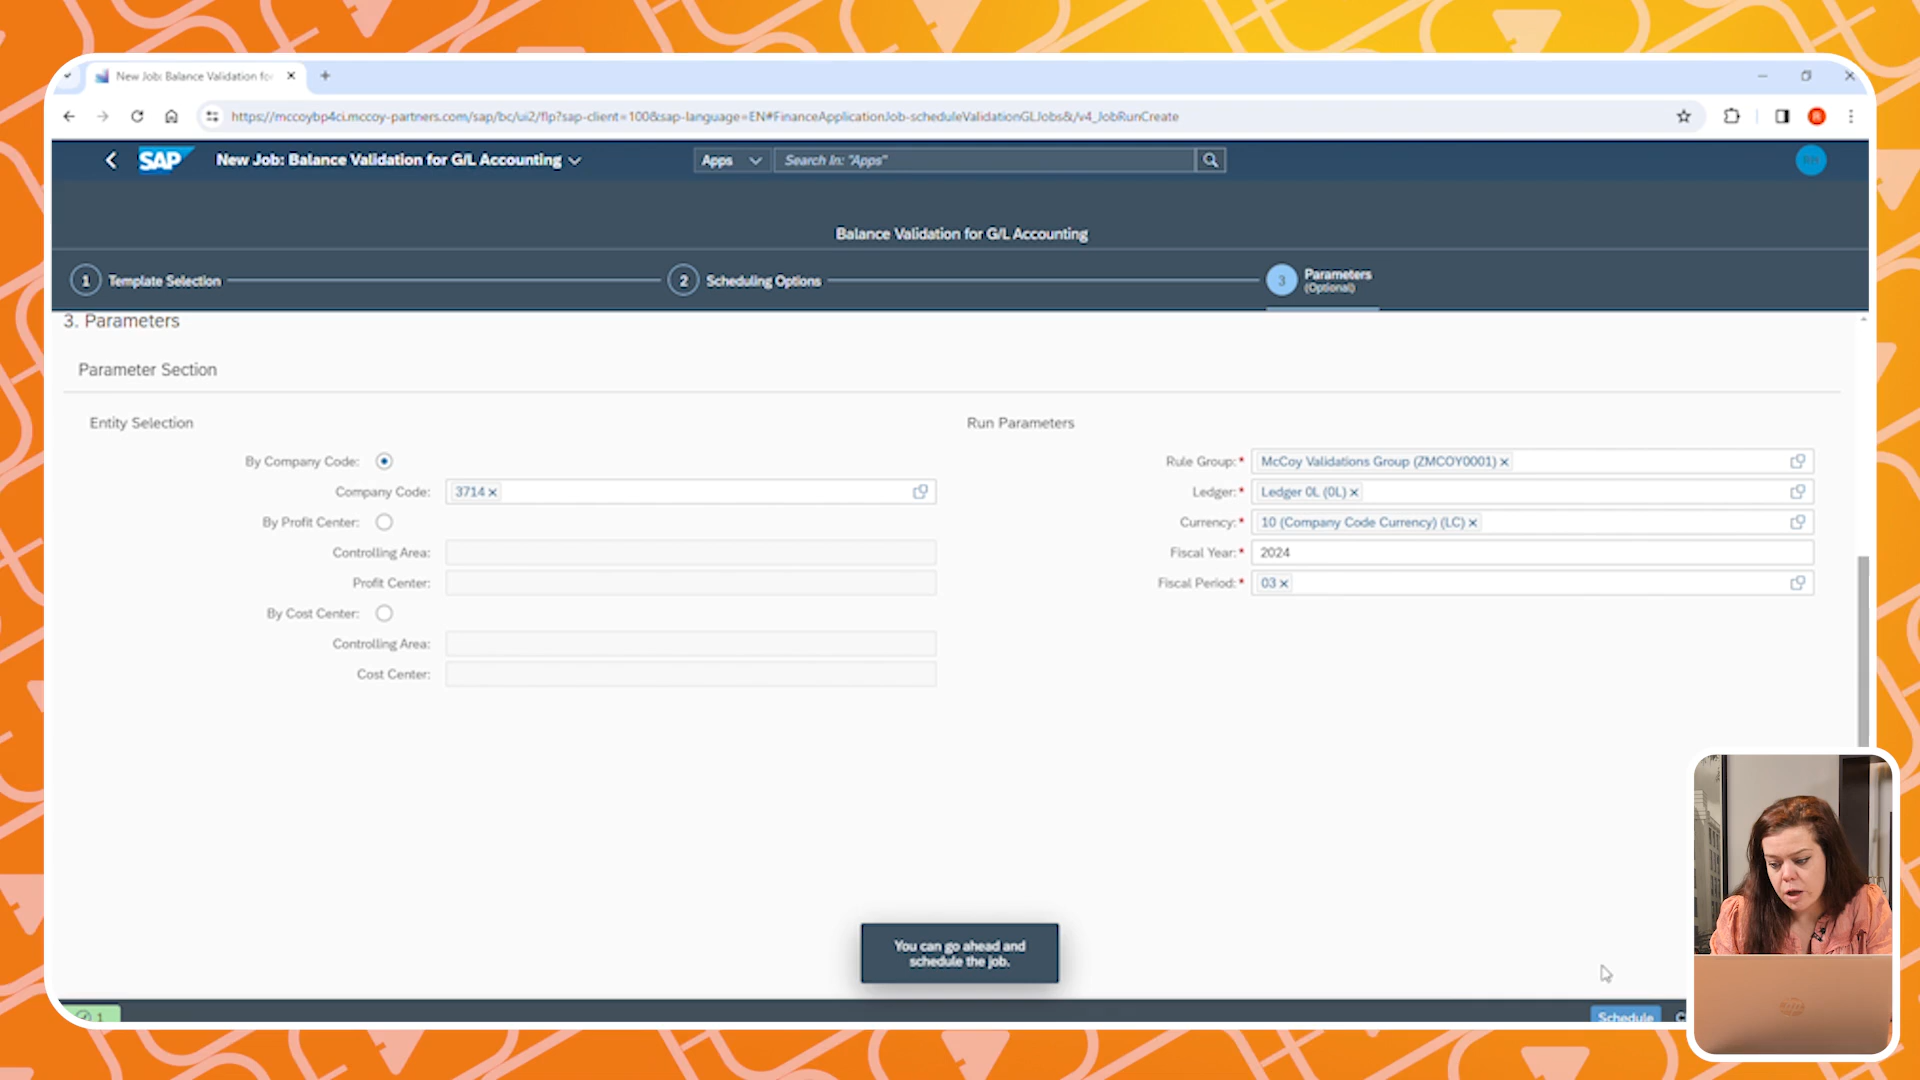 New Job: Balance Validation for
https://mccoybp4ci.mccoy-partners.com/sap/bc/ui2/flp?sap-client=100&sap-language=EN#FinanceApplicationJob-scheduleValidationGLJobs&/v4_JobRunCreate
SAP New Job: Balance Validation for G/L Accounting Apps Search In: "Apps"
Balance Validation for G/L Accounting
1 Template Selection 2 Scheduling Options 3 Parameters
(Optional)
3. Parameters
Parameter Section
Entity Selection
By Company Code:
Company Code: 3714
By Profit Center:
Controlling Area:
Profit Center:
By Cost Center:
Controlling Area:
Cost Center:
Run Parameters
Rule Group:* McCoy Validations Group (ZMCOY0001)
Ledger:* Ledger 0L (0L)
Currency:* 10 (Company Code Currency) (LC)
Fiscal Year:* 2024
Fiscal Period:* 03
You can go ahead and
schedule the job.
1
Schedule